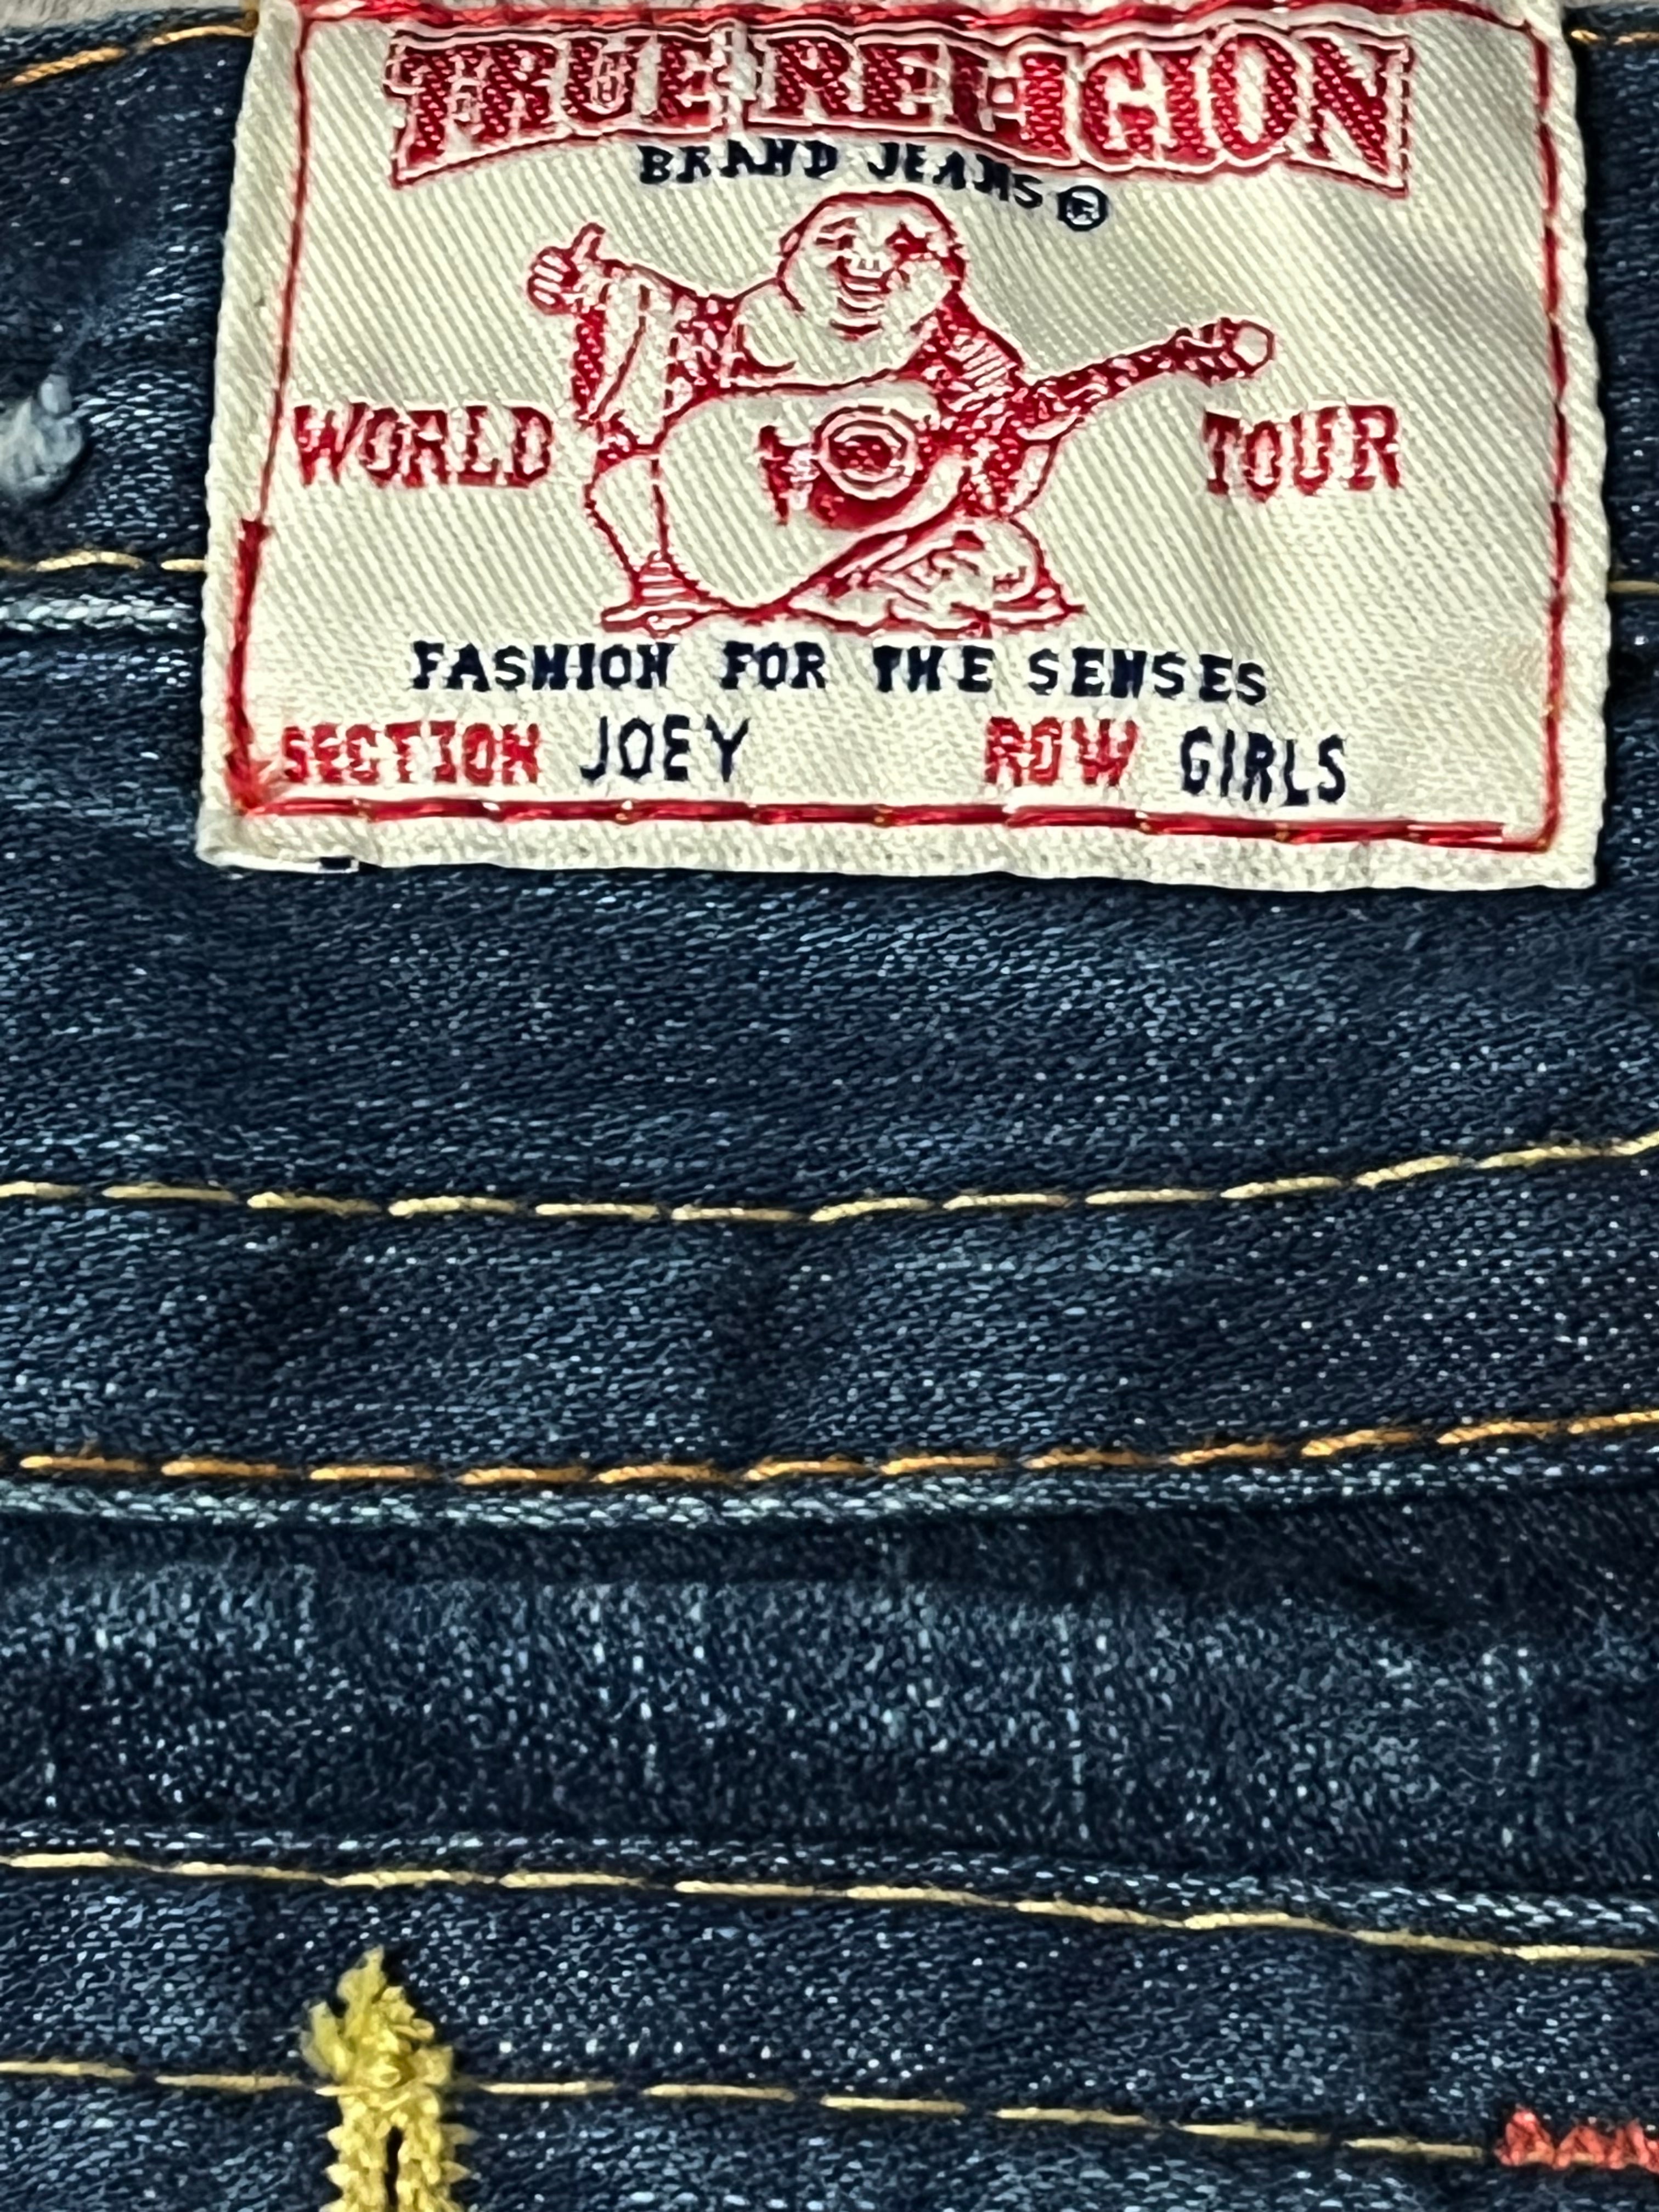 TRUE RELIGION
BRAND JEANS®
WORLD TOUR
FASHION FOR THE SENSES
SECTION JOEY ROW GIRLS